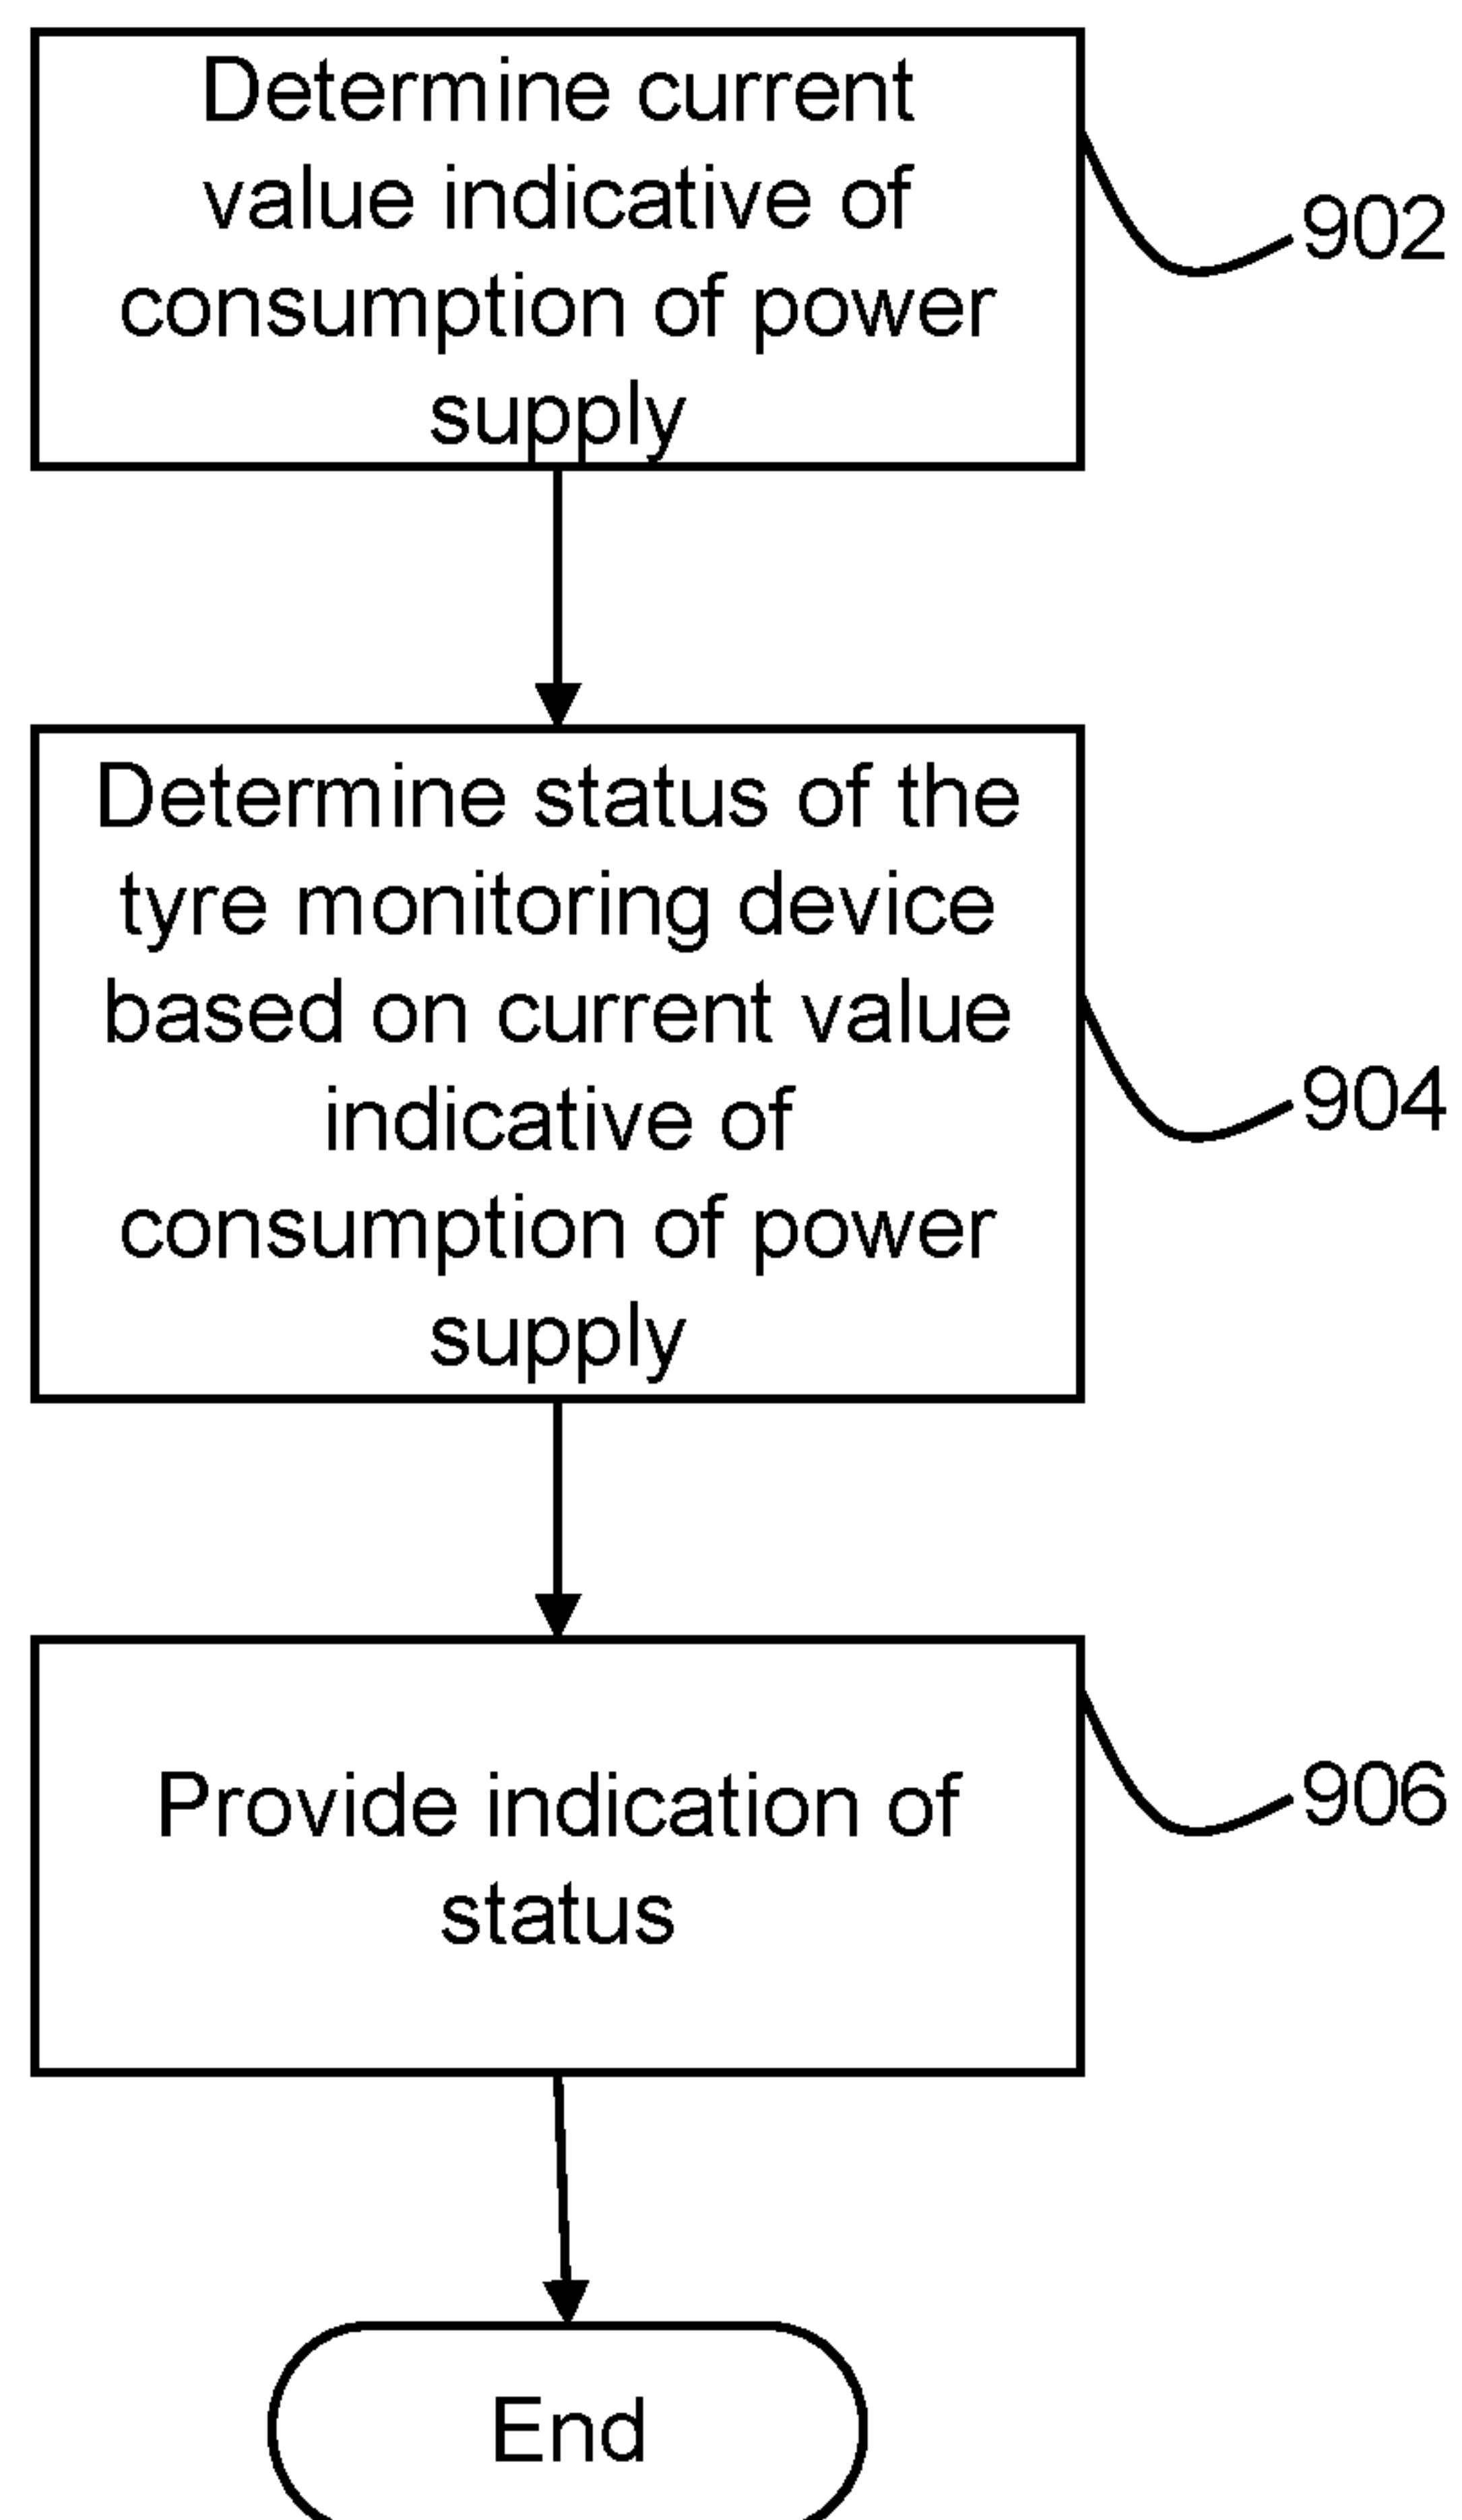 Determine current
value indicative of
consumption of power
supply
902
Determine status of the
tyre monitoring device
based on current value
indicative of
consumption of power
supply
904
Provide indication of
status
906
End